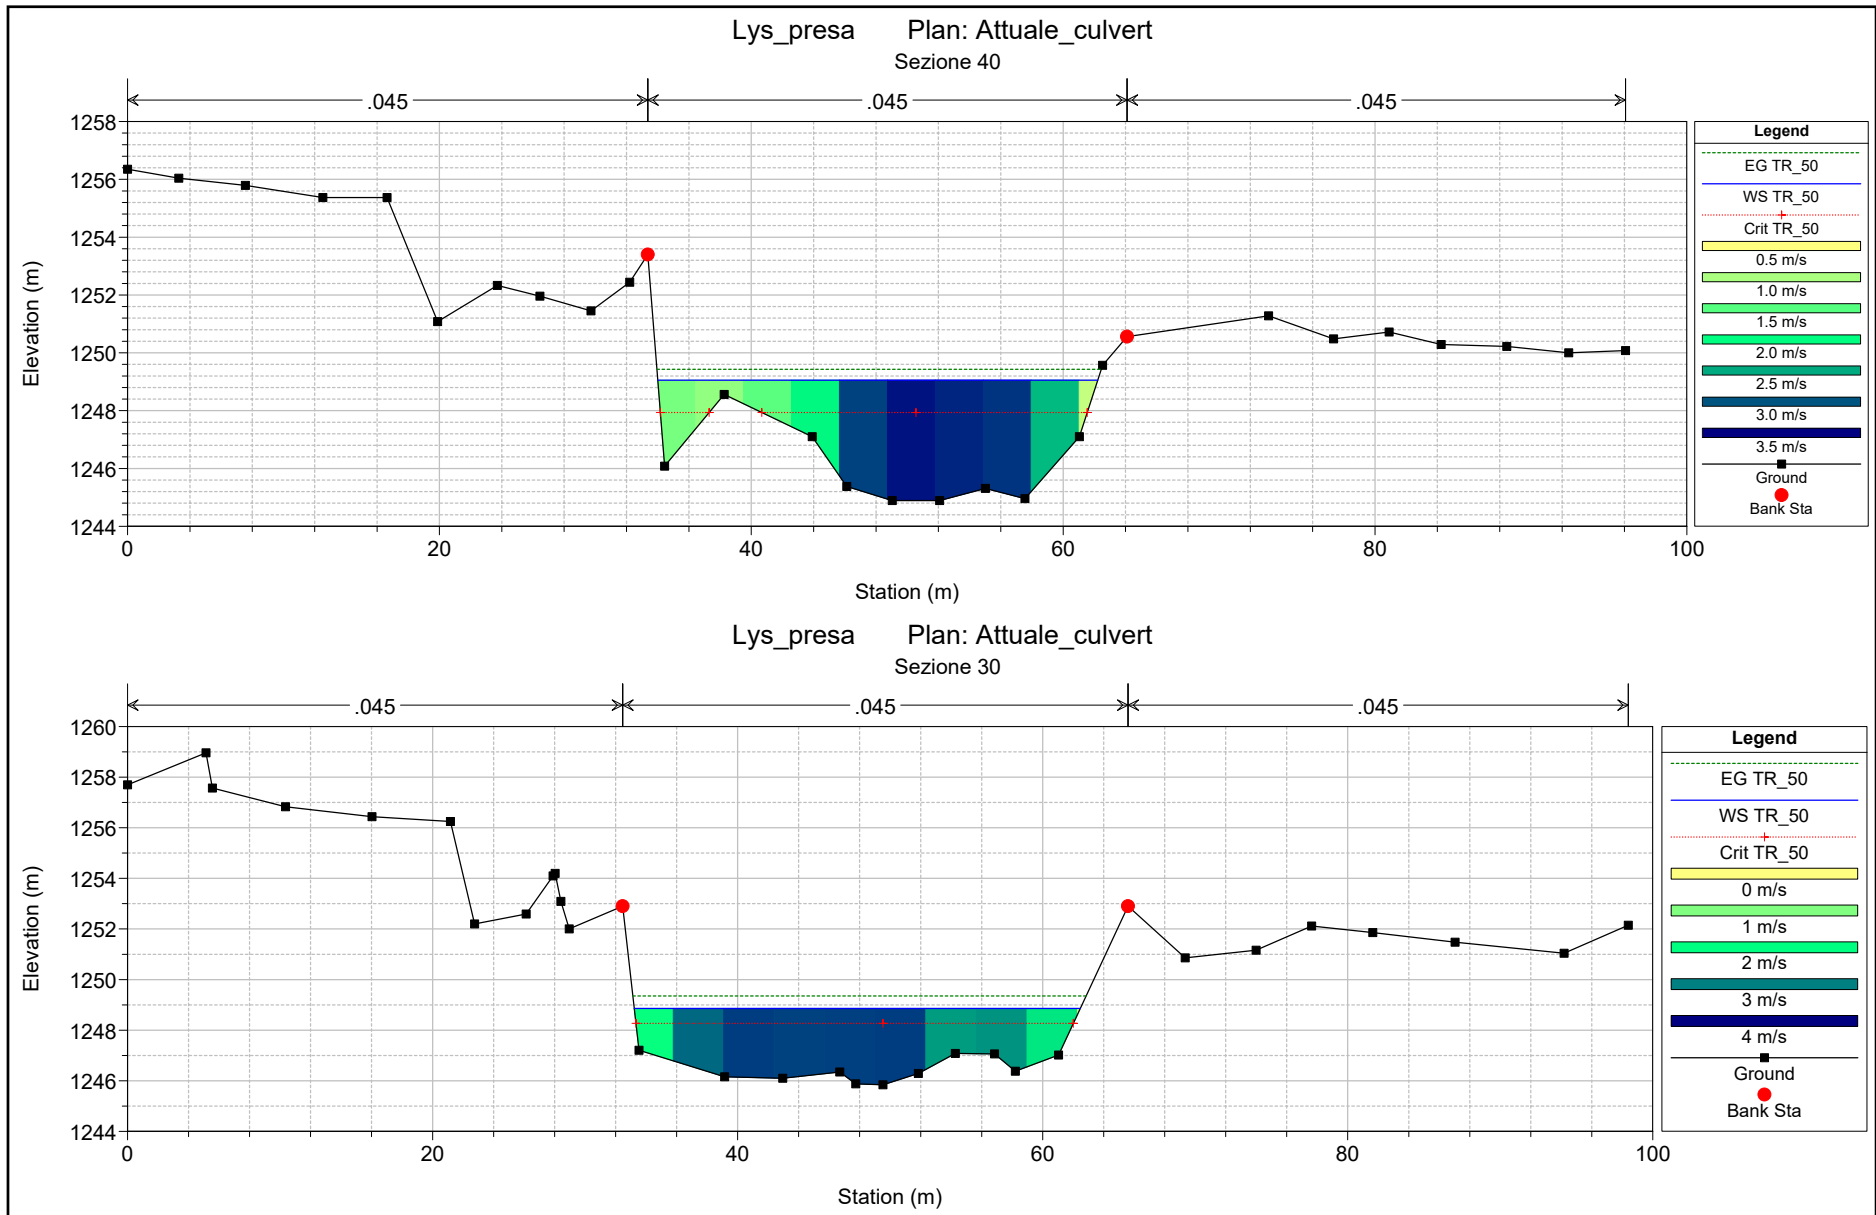 Lys_presa Plan: Attuale_culvert
Sezione 40
.045 .045 .045
1258
1256
1254
1252
1250
1248
1246
1244
Elevation (m)
0 20 40 60 80 100
Station (m)
Legend
EG TR_50
WS TR_50
Crit TR_50
0.5 m/s
1.0 m/s
1.5 m/s
2.0 m/s
2.5 m/s
3.0 m/s
3.5 m/s
Ground
Bank Sta
Lys_presa Plan: Attuale_culvert
Sezione 30
.045 .045 .045
1260
1258
1256
1254
1252
1250
1248
1246
1244
Elevation (m)
0 20 40 60 80 100
Station (m)
Legend
EG TR_50
WS TR_50
Crit TR_50
0 m/s
1 m/s
2 m/s
3 m/s
4 m/s
Ground
Bank Sta